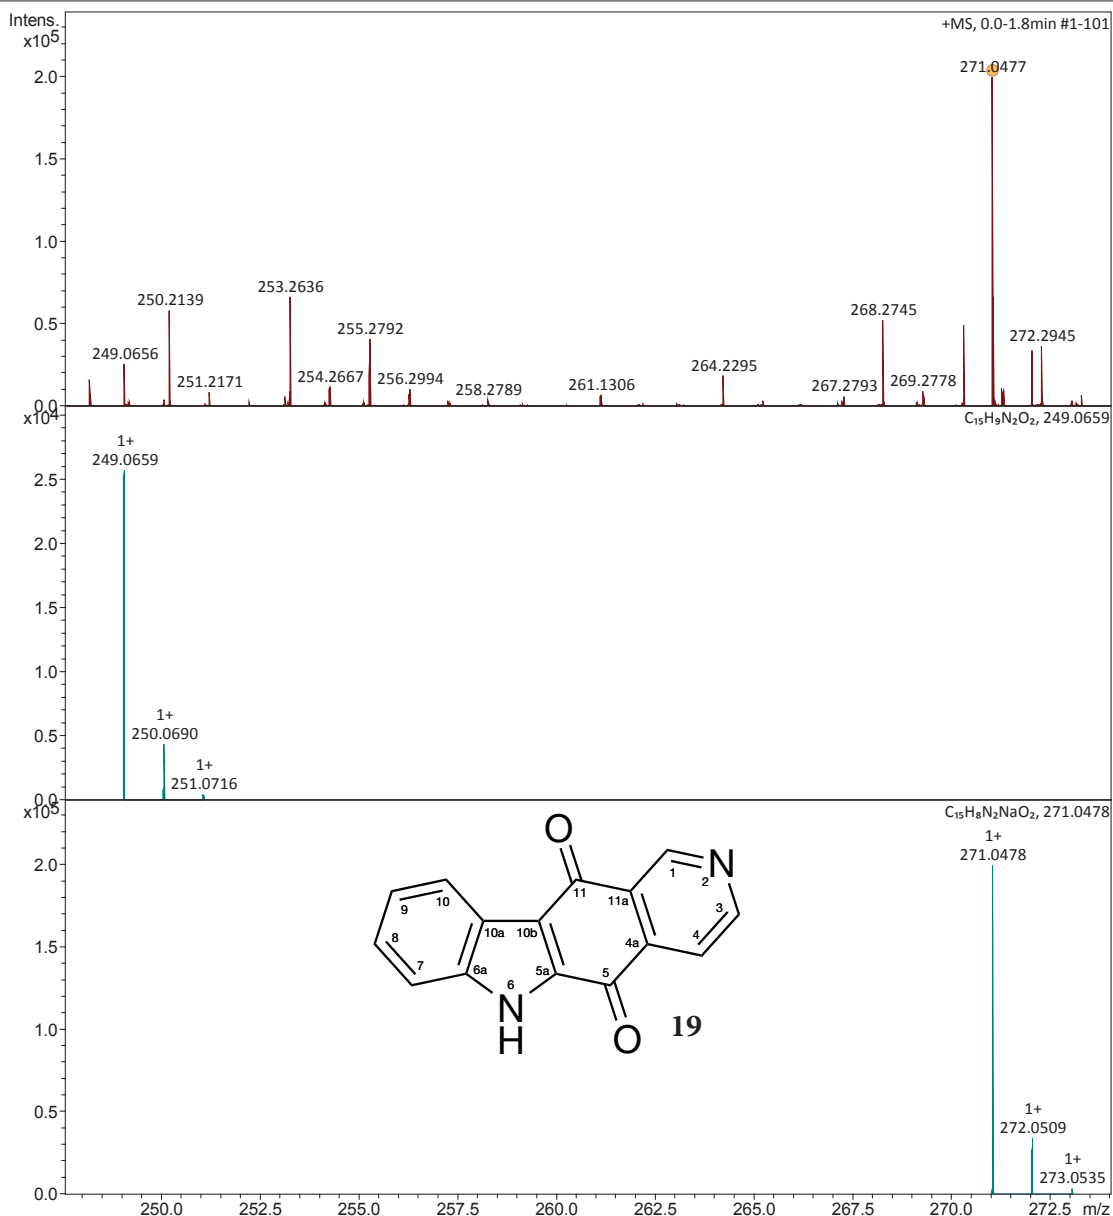 Intens.
x10⁵
+MS, 0.0-1.8min #1-101
271.0477
2.0
1.5
1.0
0.5
0.0
249.0656
250.2139
251.2171
253.2636
254.2667
255.2792
256.2994
258.2789
261.1306
264.2295
267.2793
268.2745
269.2778
272.2945
x10⁴
C₁₅H₉N₂O₂, 249.0659
1+
249.0659
1+
250.0690
1+
251.0716
2.5
2.0
1.5
1.0
0.5
0.0
x10⁵
C₁₅H₈N₂NaO₂, 271.0478
1+
271.0478
1+
272.0509
1+
273.0535
2.0
1.5
1.0
0.5
0.0
O
N
1
2
3
4
4a
5
5a
6
6a
7
8
9
10
10a
10b
11
11a
N
H
O
19
250.0 252.5 255.0 257.5 260.0 262.5 265.0 267.5 270.0 272.5 m/z